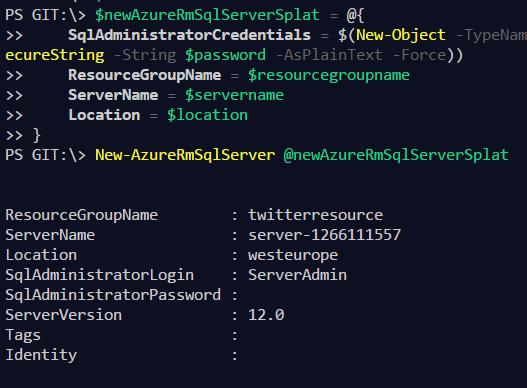 PS GIT:\> $newAzureRmSqlServerSplat = @{
>>     SqlAdministratorCredentials = $(New-Object -TypeNam
ecureString -String $password -AsPlainText -Force))
>>     ResourceGroupName = $resourcegroupname
>>     ServerName = $servername
>>     Location = $location
>> }
PS GIT:\> New-AzureRmSqlServer @newAzureRmSqlServerSplat
ResourceGroupName        : twitterresource
ServerName               : server-1266111557
Location                 : westeurope
SqlAdministratorLogin    : ServerAdmin
SqlAdministratorPassword :
ServerVersion            : 12.0
Tags                     :
Identity                 :